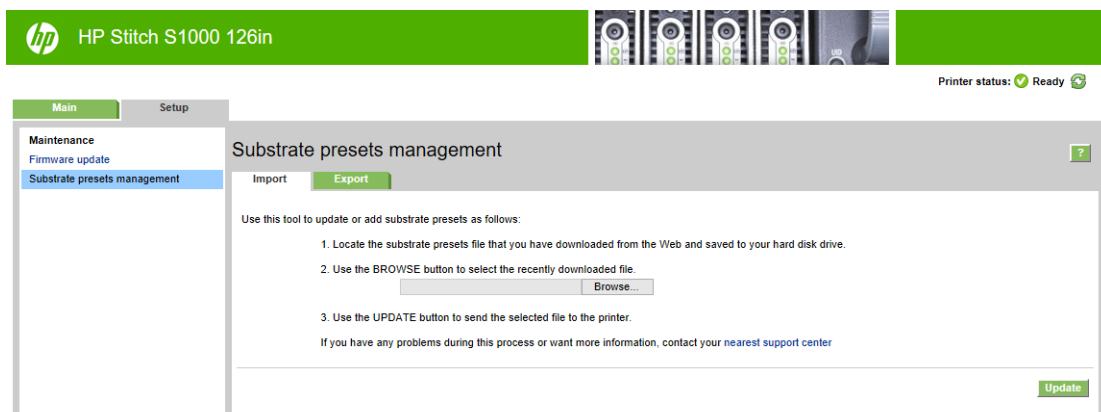 hp HP Stitch S1000 126in
UID
Printer status: Ready
Main Setup
Maintenance
Firmware update
Substrate presets management
Substrate presets management
?
Import Export
Use this tool to update or add substrate presets as follows:
1. Locate the substrate presets file that you have downloaded from the Web and saved to your hard disk drive.
2. Use the BROWSE button to select the recently downloaded file.
Browse...
3. Use the UPDATE button to send the selected file to the printer.
If you have any problems during this process or want more information, contact your nearest support center
Update